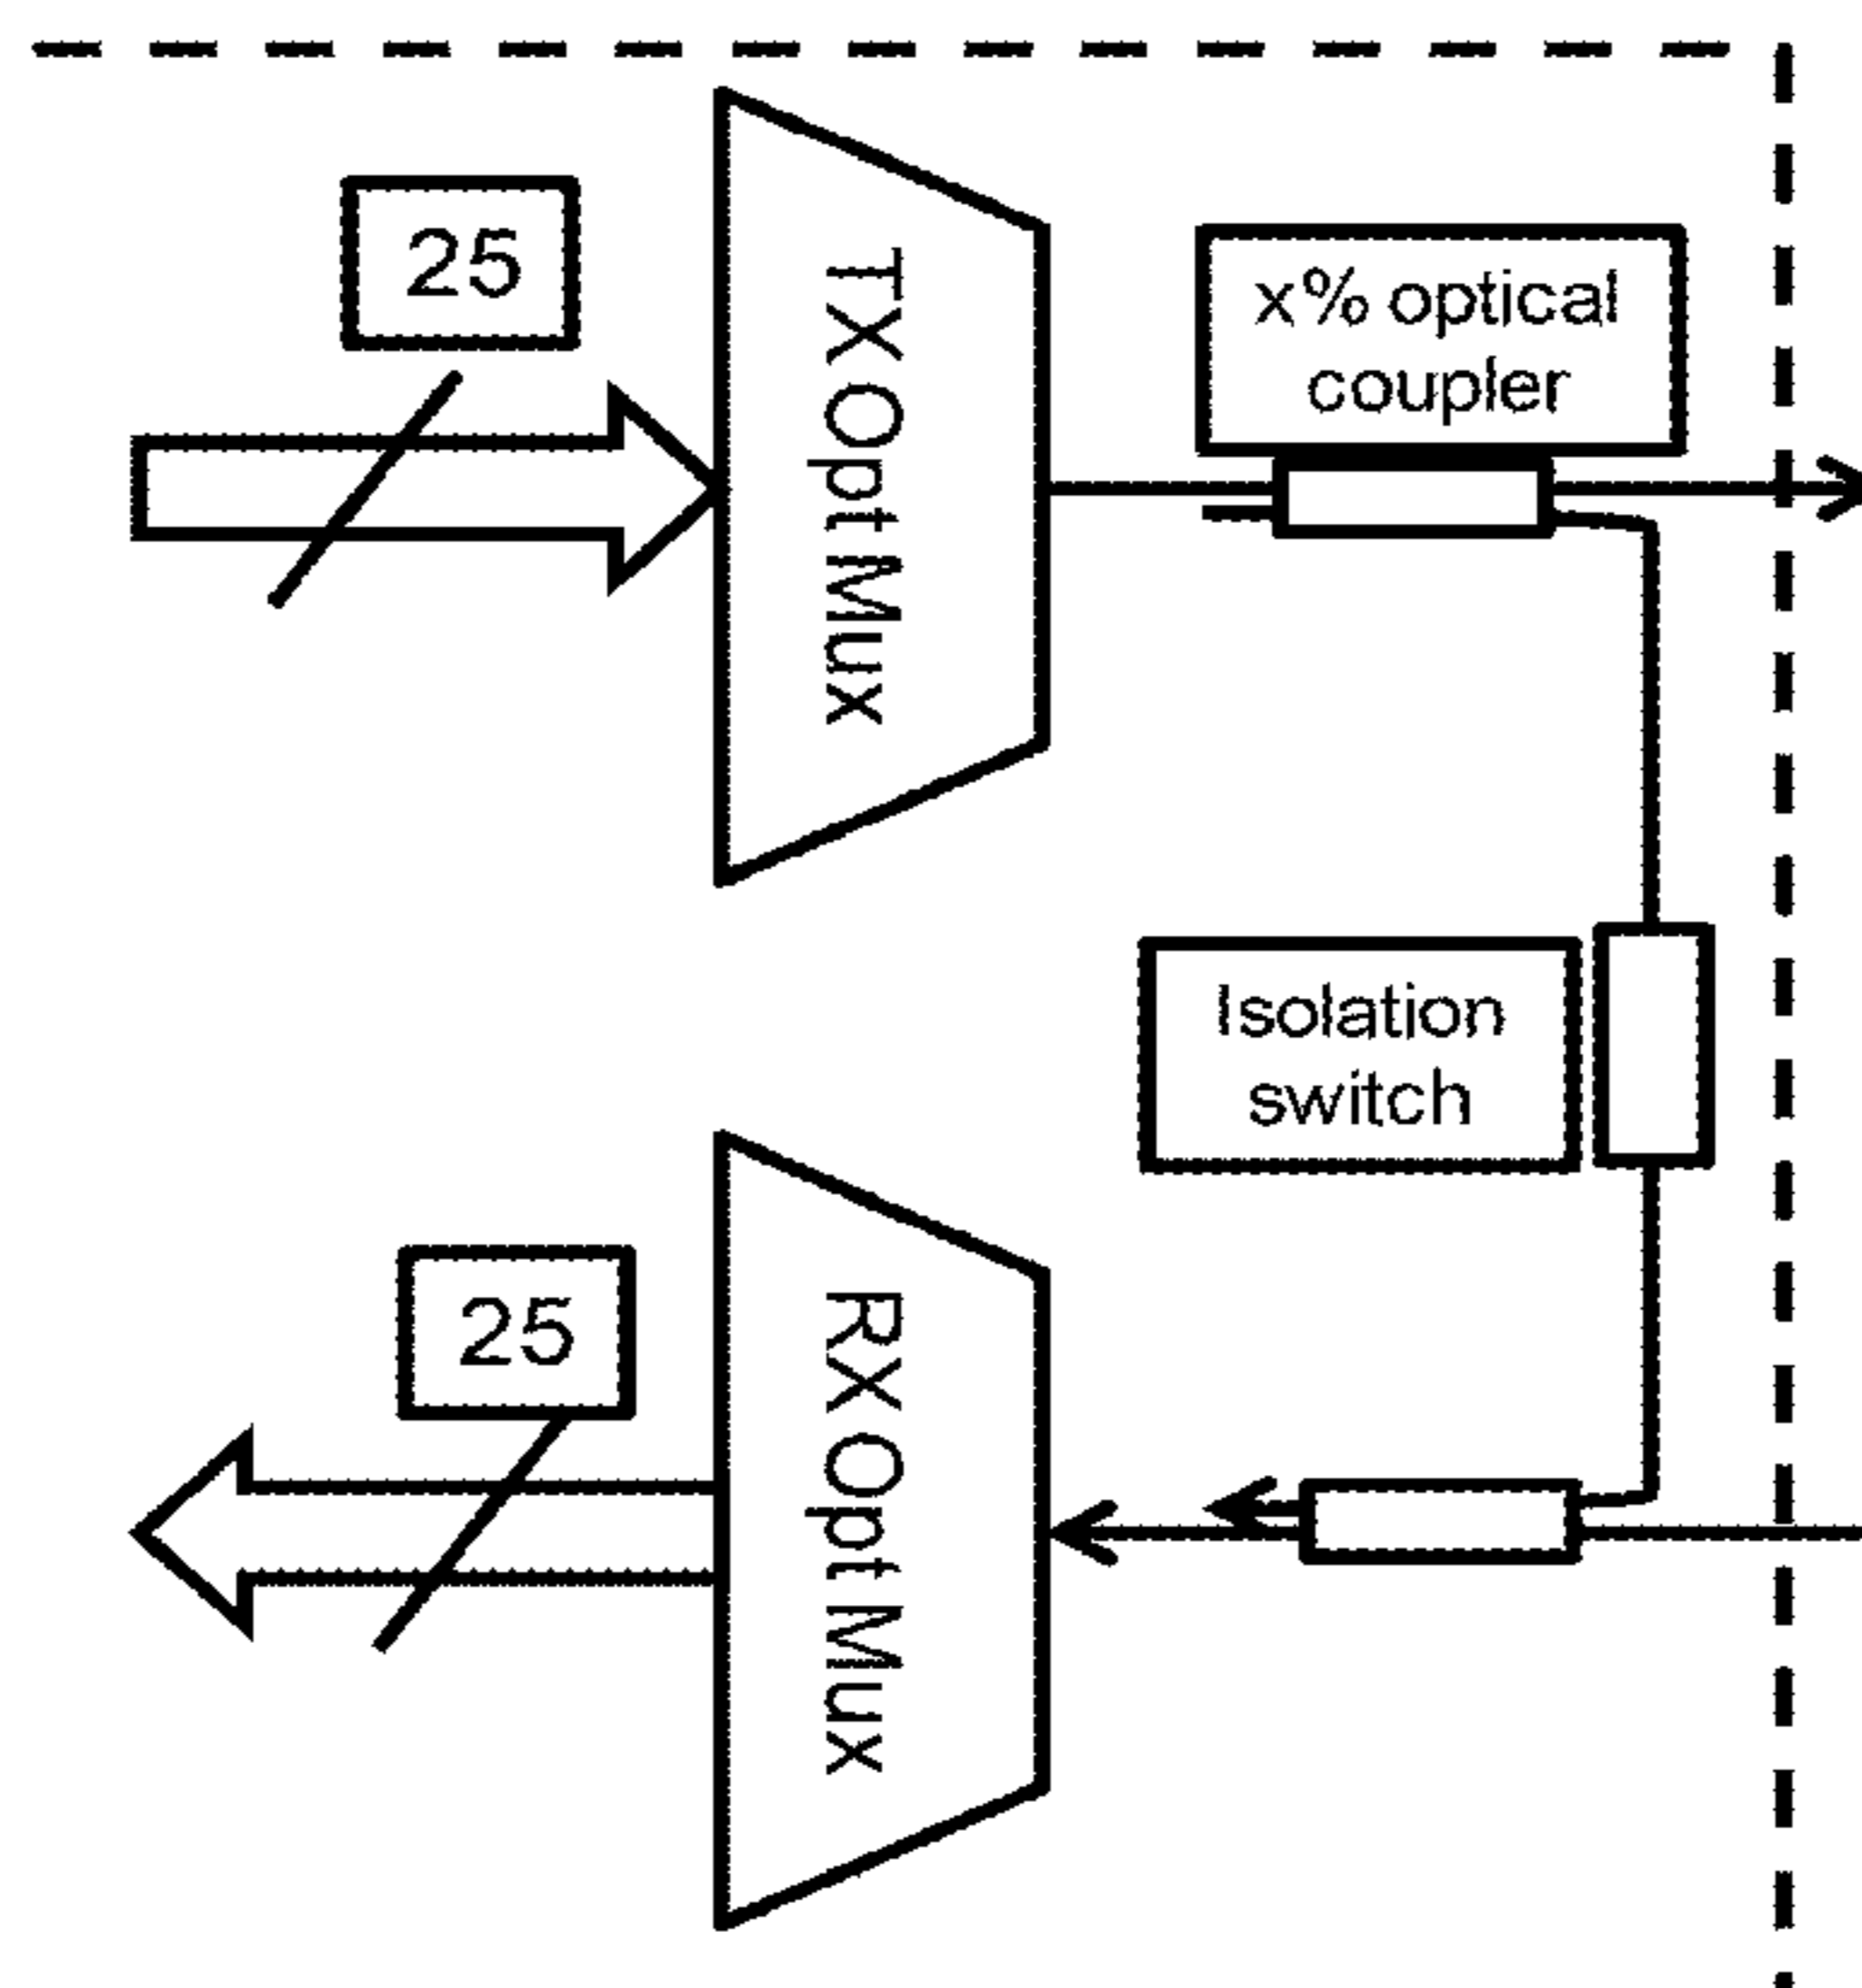 25
TX Opt Mux
x% optical
coupler
Isolation
switch
25
RX Opt Mux